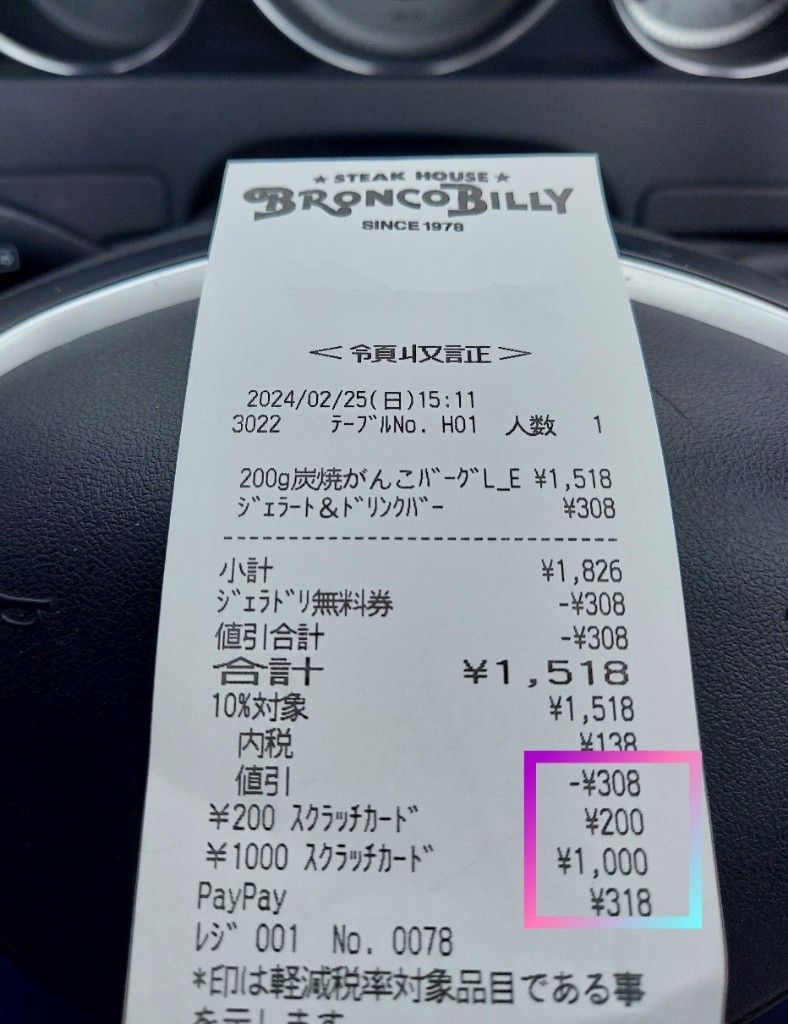 ★ STEAK HOUSE ★
BRONCO BILLY
SINCE 1978
＜領収証＞
2024/02/25(日)15:11
3022 ﾃｰﾌﾞﾙNo. H01 人数 1
200g炭焼がんこﾊﾞｰｸﾞL_E ¥1,518
ｼﾞｪﾗｰﾄ＆ﾄﾞﾘﾝｸﾊﾞｰ ¥308
小計 ¥1,826
ｼﾞｪﾗﾄﾞﾘ無料券 -¥308
値引合計 -¥308
合計 ¥1,518
10%対象 ¥1,518
内税 ¥138
値引 -¥308
¥200 ｽｸﾗｯﾁｶｰﾄﾞ ¥200
¥1000 ｽｸﾗｯﾁｶｰﾄﾞ ¥1,000
PayPay ¥318
ﾚｼﾞ 001 No. 0078
*印は軽減税率対象品目である事
を示します